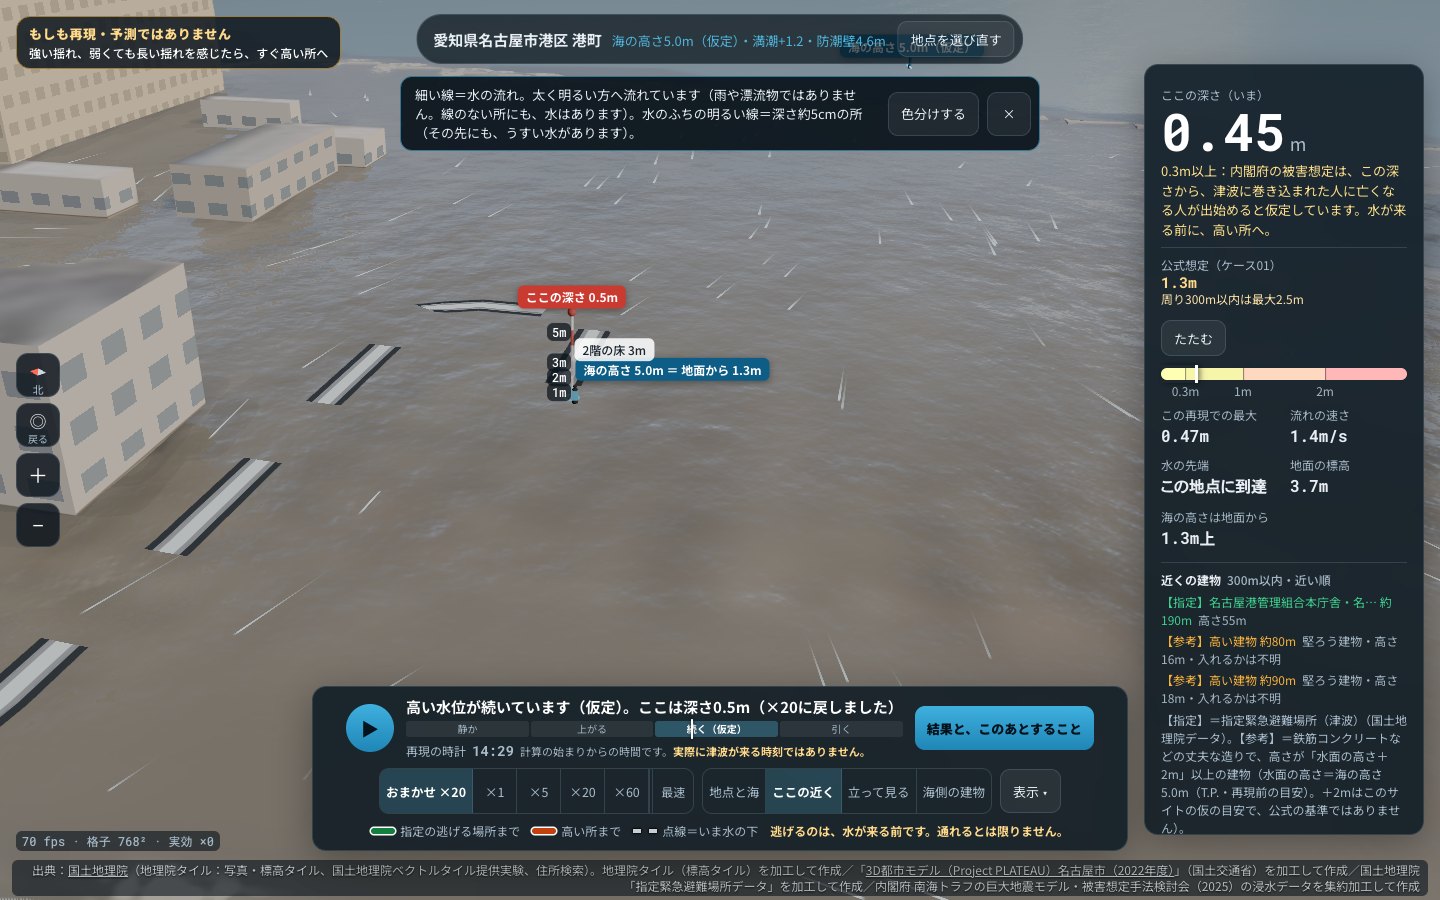 もしも再現・予測ではありません
強い揺れ、弱くても長い揺れを感じたら、すぐ高い所へ
愛知県名古屋市港区 港町 海の高さ5.0m（仮定）・満潮+1.2・防潮壁4.6m
海の高さ 5.0m（仮定）
地点を選び直す
細い線＝水の流れ。太く明るい方へ流れています（雨や漂流物ではありませ
ん。線のない所にも、水はあります）。水のふちの明るい線＝深さ約5cmの所
（その先にも、うすい水があります）。
色分けする
×
ここの深さ（いま）
0.45 m
0.3m以上：内閣府の被害想定は、この深
さから、津波に巻き込まれた人に亡くな
る人が出始めると仮定しています。水が来
る前に、高い所へ。
公式想定（ケース01）
1.3m
周り300m以内は最大2.5m
たたむ
0.3m 1m 2m
この再現での最大 流れの速さ
0.47m 1.4m/s
水の先端 地面の標高
この地点に到達 3.7m
海の高さは地面から
1.3m上
近くの建物 300m以内・近い順
【指定】名古屋港管理組合本庁舎・名… 約
190m 高さ55m
【参考】高い建物 約80m 堅ろう建物・高さ
16m・入れるかは不明
【参考】高い建物 約90m 堅ろう建物・高さ
18m・入れるかは不明
【指定】＝指定緊急避難場所（津波）（国土地
理院データ）。【参考】＝鉄筋コンクリートな
どの丈夫な造りで、高さが「水面の高さ＋
2m」以上の建物（水面の高さ＝海の高さ
5.0m（T.P.・再現前の目安）。＋2mはこのサ
イトの仮の目安で、公式の基準ではありませ
ん）。
ここの深さ 0.5m
5m
2階の床 3m
3m
海の高さ 5.0m ＝ 地面から 1.3m
2m
1m
北
戻る
＋
−
高い水位が続いています（仮定）。ここは深さ0.5m（×20に戻しました）
静か 上がる 続く（仮定） 引く
再現の時計 14:29 計算の始まりからの時間です。実際に津波が来る時刻ではありません。
結果と、このあとすること
おまかせ ×20 ×1 ×5 ×20 ×60 最速 地点と海 ここの近く 立って見る 海側の建物 表示 ▾
指定の逃げる場所まで 高い所まで 点線＝いま水の下 逃げるのは、水が来る前です。通れるとは限りません。
70 fps · 格子 768² · 実効 ×0
出典：国土地理院（地理院タイル：写真・標高タイル、国土地理院ベクトルタイル提供実験、住所検索）。地理院タイル（標高タイル）を加工して作成／「3D都市モデル（Project PLATEAU）名古屋市（2022年度）」（国土交通省）を加工して作成／国土地理院
「指定緊急避難場所データ」を加工して作成／内閣府 南海トラフの巨大地震モデル・被害想定手法検討会（2025）の浸水データを集約加工して作成